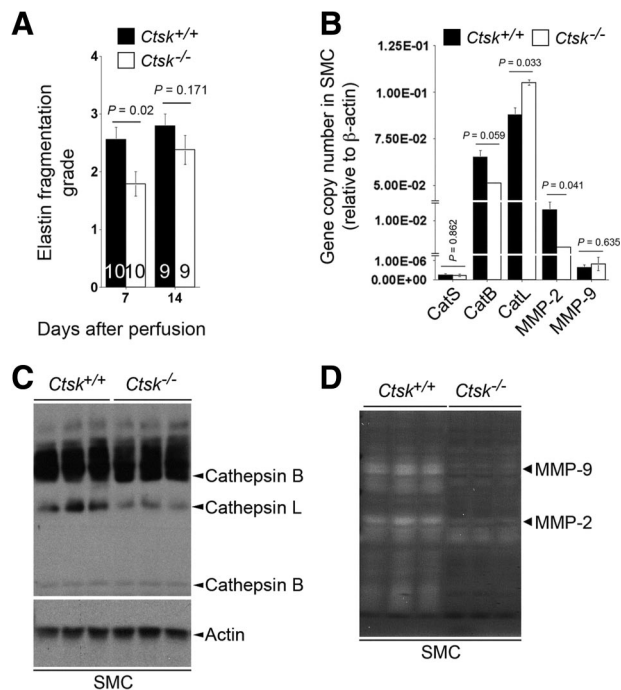 A
Ctsk+/+
Ctsk-/-
P = 0.02
P = 0.171
Elastin fragmentation
grade
4
3
2
1
0
10 10 9 9
7 14
Days after perfusion
B
Ctsk+/+ Ctsk-/-
Gene copy number in SMC
(relative to β-actin)
1.25E-01
1.00E-01
7.50E-02
5.00E-02
1.00E-02
1.00E-06
0.00E+00
P = 0.862
P = 0.059
P = 0.033
P = 0.041
P = 0.635
CatS
CatB
CatL
MMP-2
MMP-9
C
Ctsk+/+ Ctsk-/-
Cathepsin B
Cathepsin L
Cathepsin B
Actin
SMC
D
Ctsk+/+ Ctsk-/-
MMP-9
MMP-2
SMC